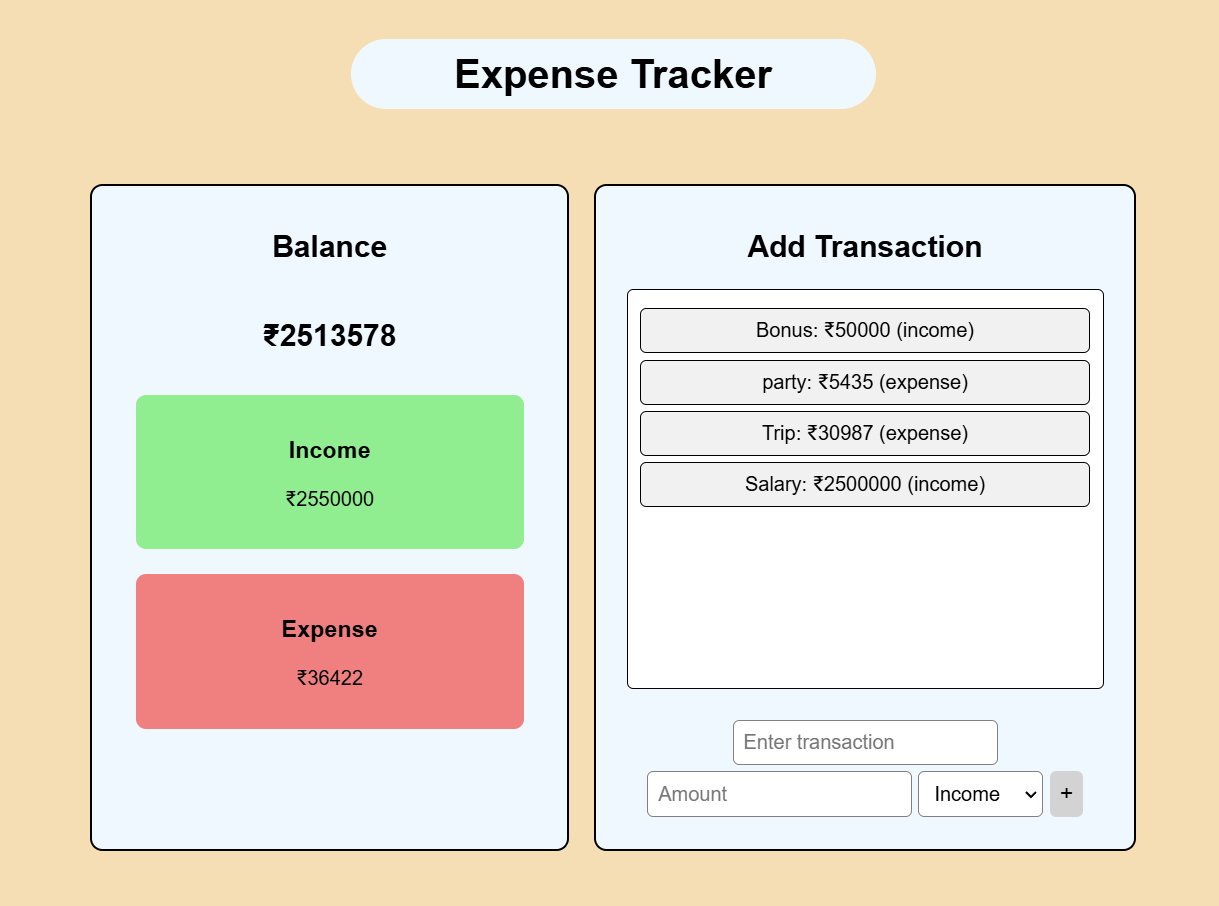 Expense Tracker
Balance
₹2513578
Income
₹2550000
Expense
₹36422
Add Transaction
Bonus: ₹50000 (income)
party: ₹5435 (expense)
Trip: ₹30987 (expense)
Salary: ₹2500000 (income)
Enter transaction
Amount
Income
+